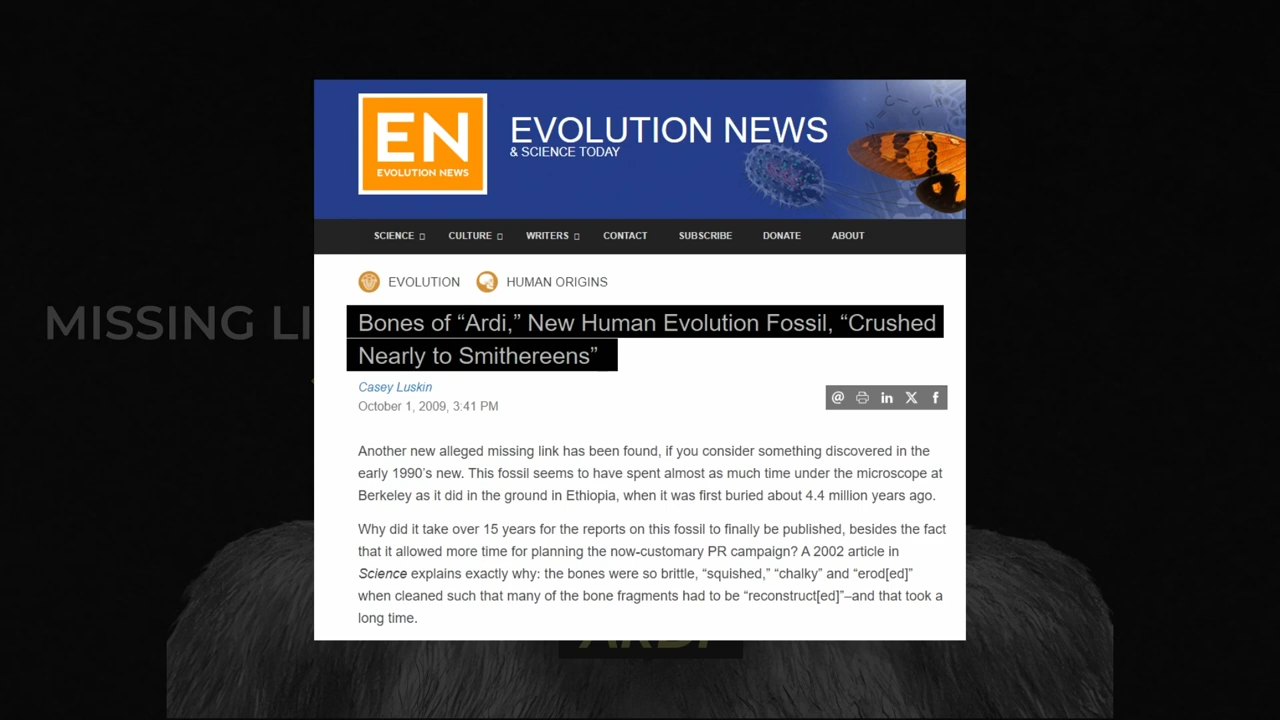 EN
EVOLUTION NEWS
EVOLUTION NEWS
& SCIENCE TODAY
SCIENCE CULTURE WRITERS CONTACT SUBSCRIBE DONATE ABOUT
EVOLUTION HUMAN ORIGINS
MISSING LI
Bones of “Ardi,” New Human Evolution Fossil, “Crushed
Nearly to Smithereens”
Casey Luskin
October 1, 2009, 3:41 PM
Another new alleged missing link has been found, if you consider something discovered in the
early 1990’s new. This fossil seems to have spent almost as much time under the microscope at
Berkeley as it did in the ground in Ethiopia, when it was first buried about 4.4 million years ago.
Why did it take over 15 years for the reports on this fossil to finally be published, besides the fact
that it allowed more time for planning the now-customary PR campaign? A 2002 article in
Science explains exactly why: the bones were so brittle, “squished,” “chalky” and “erod[ed]”
when cleaned such that many of the bone fragments had to be “reconstruct[ed]”–and that took a
long time.